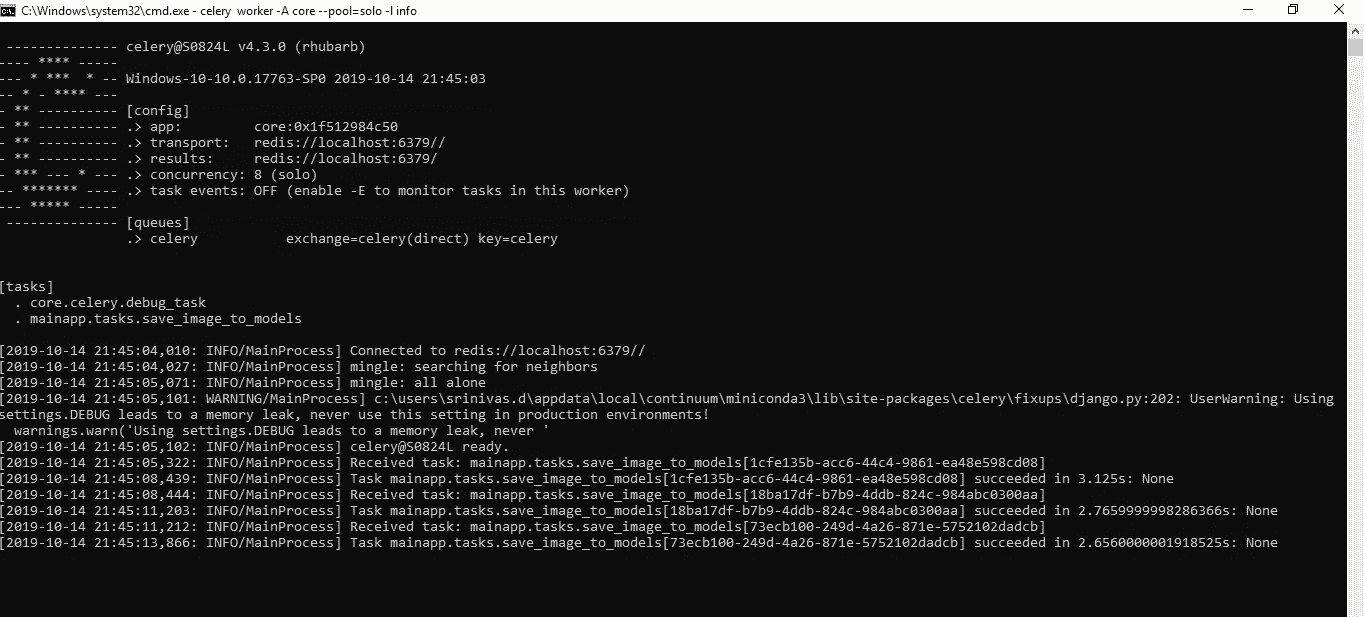 C:\Windows\system32\cmd.exe - celery  worker -A core --pool=solo -l info
 -------------- celery@S0824L v4.3.0 (rhubarb)
---- **** -----
--- * ***  * -- Windows-10-10.0.17763-SP0 2019-10-14 21:45:03
-- * - **** ---
- ** ---------- [config]
- ** ---------- .> app:         core:0x1f512984c50
- ** ---------- .> transport:   redis://localhost:6379//
- ** ---------- .> results:     redis://localhost:6379/
- *** --- * --- .> concurrency: 8 (solo)
-- ******* ---- .> task events: OFF (enable -E to monitor tasks in this worker)
--- ***** -----
 -------------- [queues]
                .> celery           exchange=celery(direct) key=celery
[tasks]
  . core.celery.debug_task
  . mainapp.tasks.save_image_to_models
[2019-10-14 21:45:04,010: INFO/MainProcess] Connected to redis://localhost:6379//
[2019-10-14 21:45:04,027: INFO/MainProcess] mingle: searching for neighbors
[2019-10-14 21:45:05,071: INFO/MainProcess] mingle: all alone
[2019-10-14 21:45:05,101: WARNING/MainProcess] c:\users\srinivas.d\appdata\local\continuum\miniconda3\lib\site-packages\celery\fixups\django.py:202: UserWarning: Using
settings.DEBUG leads to a memory leak, never use this setting in production environments!
  warnings.warn('Using settings.DEBUG leads to a memory leak, never '
[2019-10-14 21:45:05,102: INFO/MainProcess] celery@S0824L ready.
[2019-10-14 21:45:05,322: INFO/MainProcess] Received task: mainapp.tasks.save_image_to_models[1cfe135b-acc6-44c4-9861-ea48e598cd08]
[2019-10-14 21:45:08,439: INFO/MainProcess] Task mainapp.tasks.save_image_to_models[1cfe135b-acc6-44c4-9861-ea48e598cd08] succeeded in 3.125s: None
[2019-10-14 21:45:08,444: INFO/MainProcess] Received task: mainapp.tasks.save_image_to_models[18ba17df-b7b9-4ddb-824c-984abc0300aa]
[2019-10-14 21:45:11,203: INFO/MainProcess] Task mainapp.tasks.save_image_to_models[18ba17df-b7b9-4ddb-824c-984abc0300aa] succeeded in 2.7659999998286366s: None
[2019-10-14 21:45:11,212: INFO/MainProcess] Received task: mainapp.tasks.save_image_to_models[73ecb100-249d-4a26-871e-5752102dadcb]
[2019-10-14 21:45:13,866: INFO/MainProcess] Task mainapp.tasks.save_image_to_models[73ecb100-249d-4a26-871e-5752102dadcb] succeeded in 2.6560000001918525s: None